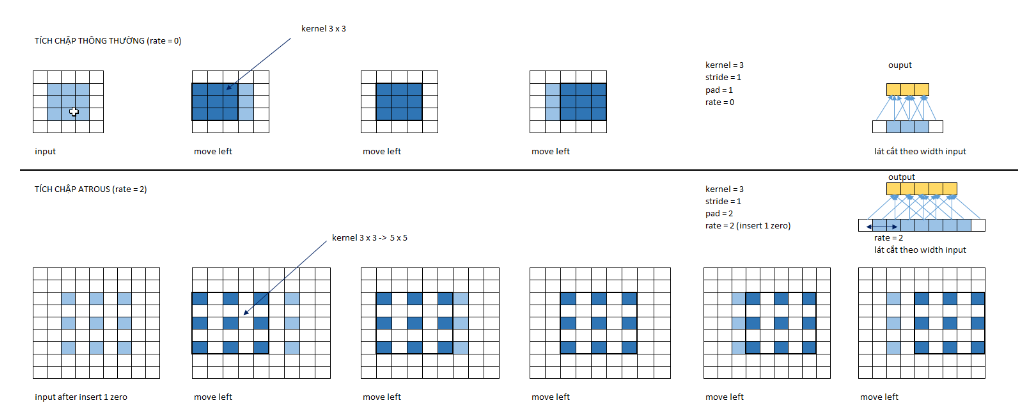 kernel 3 x 3
TÍCH CHẬP THÔNG THƯỜNG (rate = 0)
kernel = 3
stride = 1
pad = 1
rate = 0
ouput
input
move left
move left
move left
lát cắt theo width input
TÍCH CHẬP ATROUS (rate = 2)
kernel = 3
stride = 1
pad = 2
rate = 2 (insert 1 zero)
output
rate = 2
lát cắt theo width input
kernel 3 x 3 -> 5 x 5
input after insert 1 zero
move left
move left
move left
move left
move left